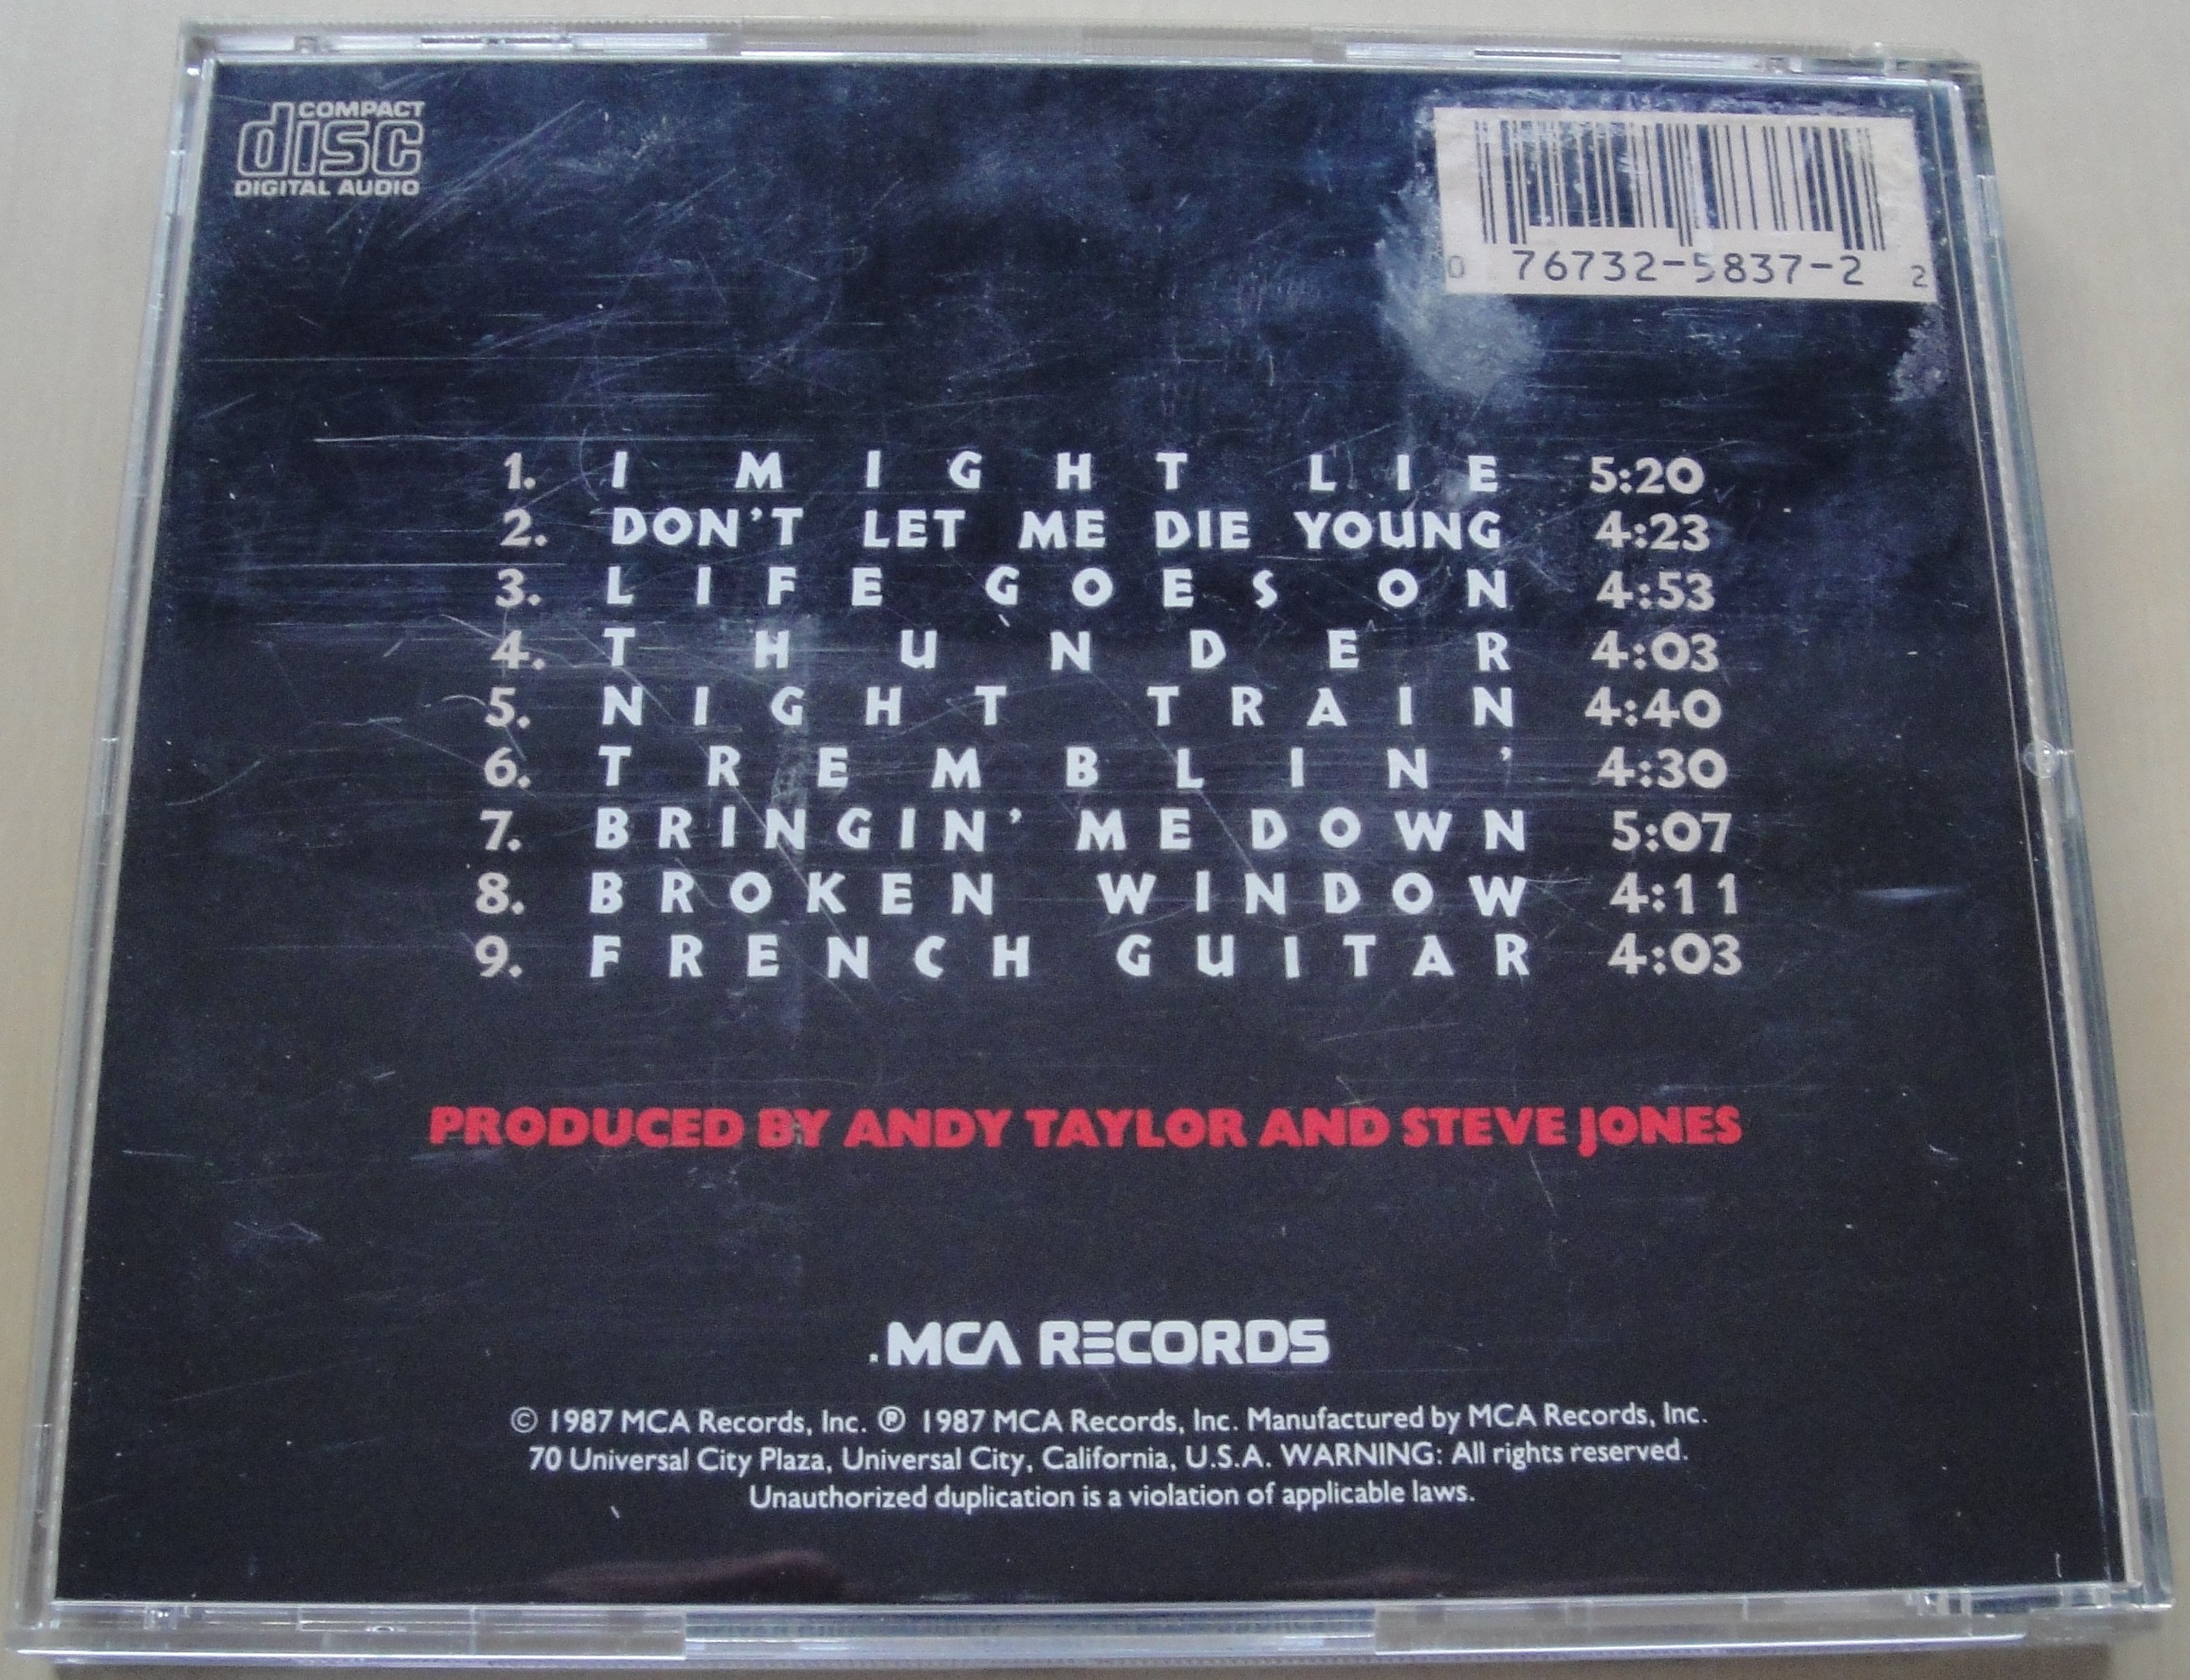 COMPACT
disc
DIGITAL AUDIO
0 76732-5837-2 2
1. I MIGHT LIE 5:20
2. DON'T LET ME DIE YOUNG 4:23
3. LIFE GOES ON 4:53
4. THUNDER 4:03
5. NIGHT TRAIN 4:40
6. TREMBLIN' 4:30
7. BRINGIN' ME DOWN 5:07
8. BROKEN WINDOW 4:11
9. FRENCH GUITAR 4:03
PRODUCED BY ANDY TAYLOR AND STEVE JONES
.MCA RECORDS
© 1987 MCA Records, Inc. ℗ 1987 MCA Records, Inc. Manufactured by MCA Records, Inc.
70 Universal City Plaza, Universal City, California, U.S.A. WARNING: All rights reserved.
Unauthorized duplication is a violation of applicable laws.